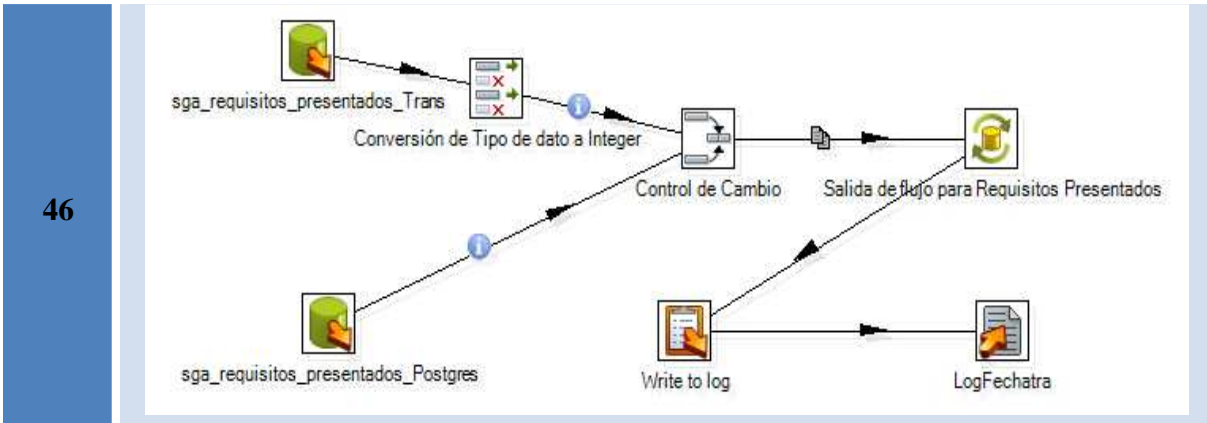 46
sga_requisitos_presentados_Trans
Conversión de Tipo de dato a Integer
Control de Cambio
Salida de flujo para Requisitos Presentados
sga_requisitos_presentados_Postgres
Write to log
LogFechatra